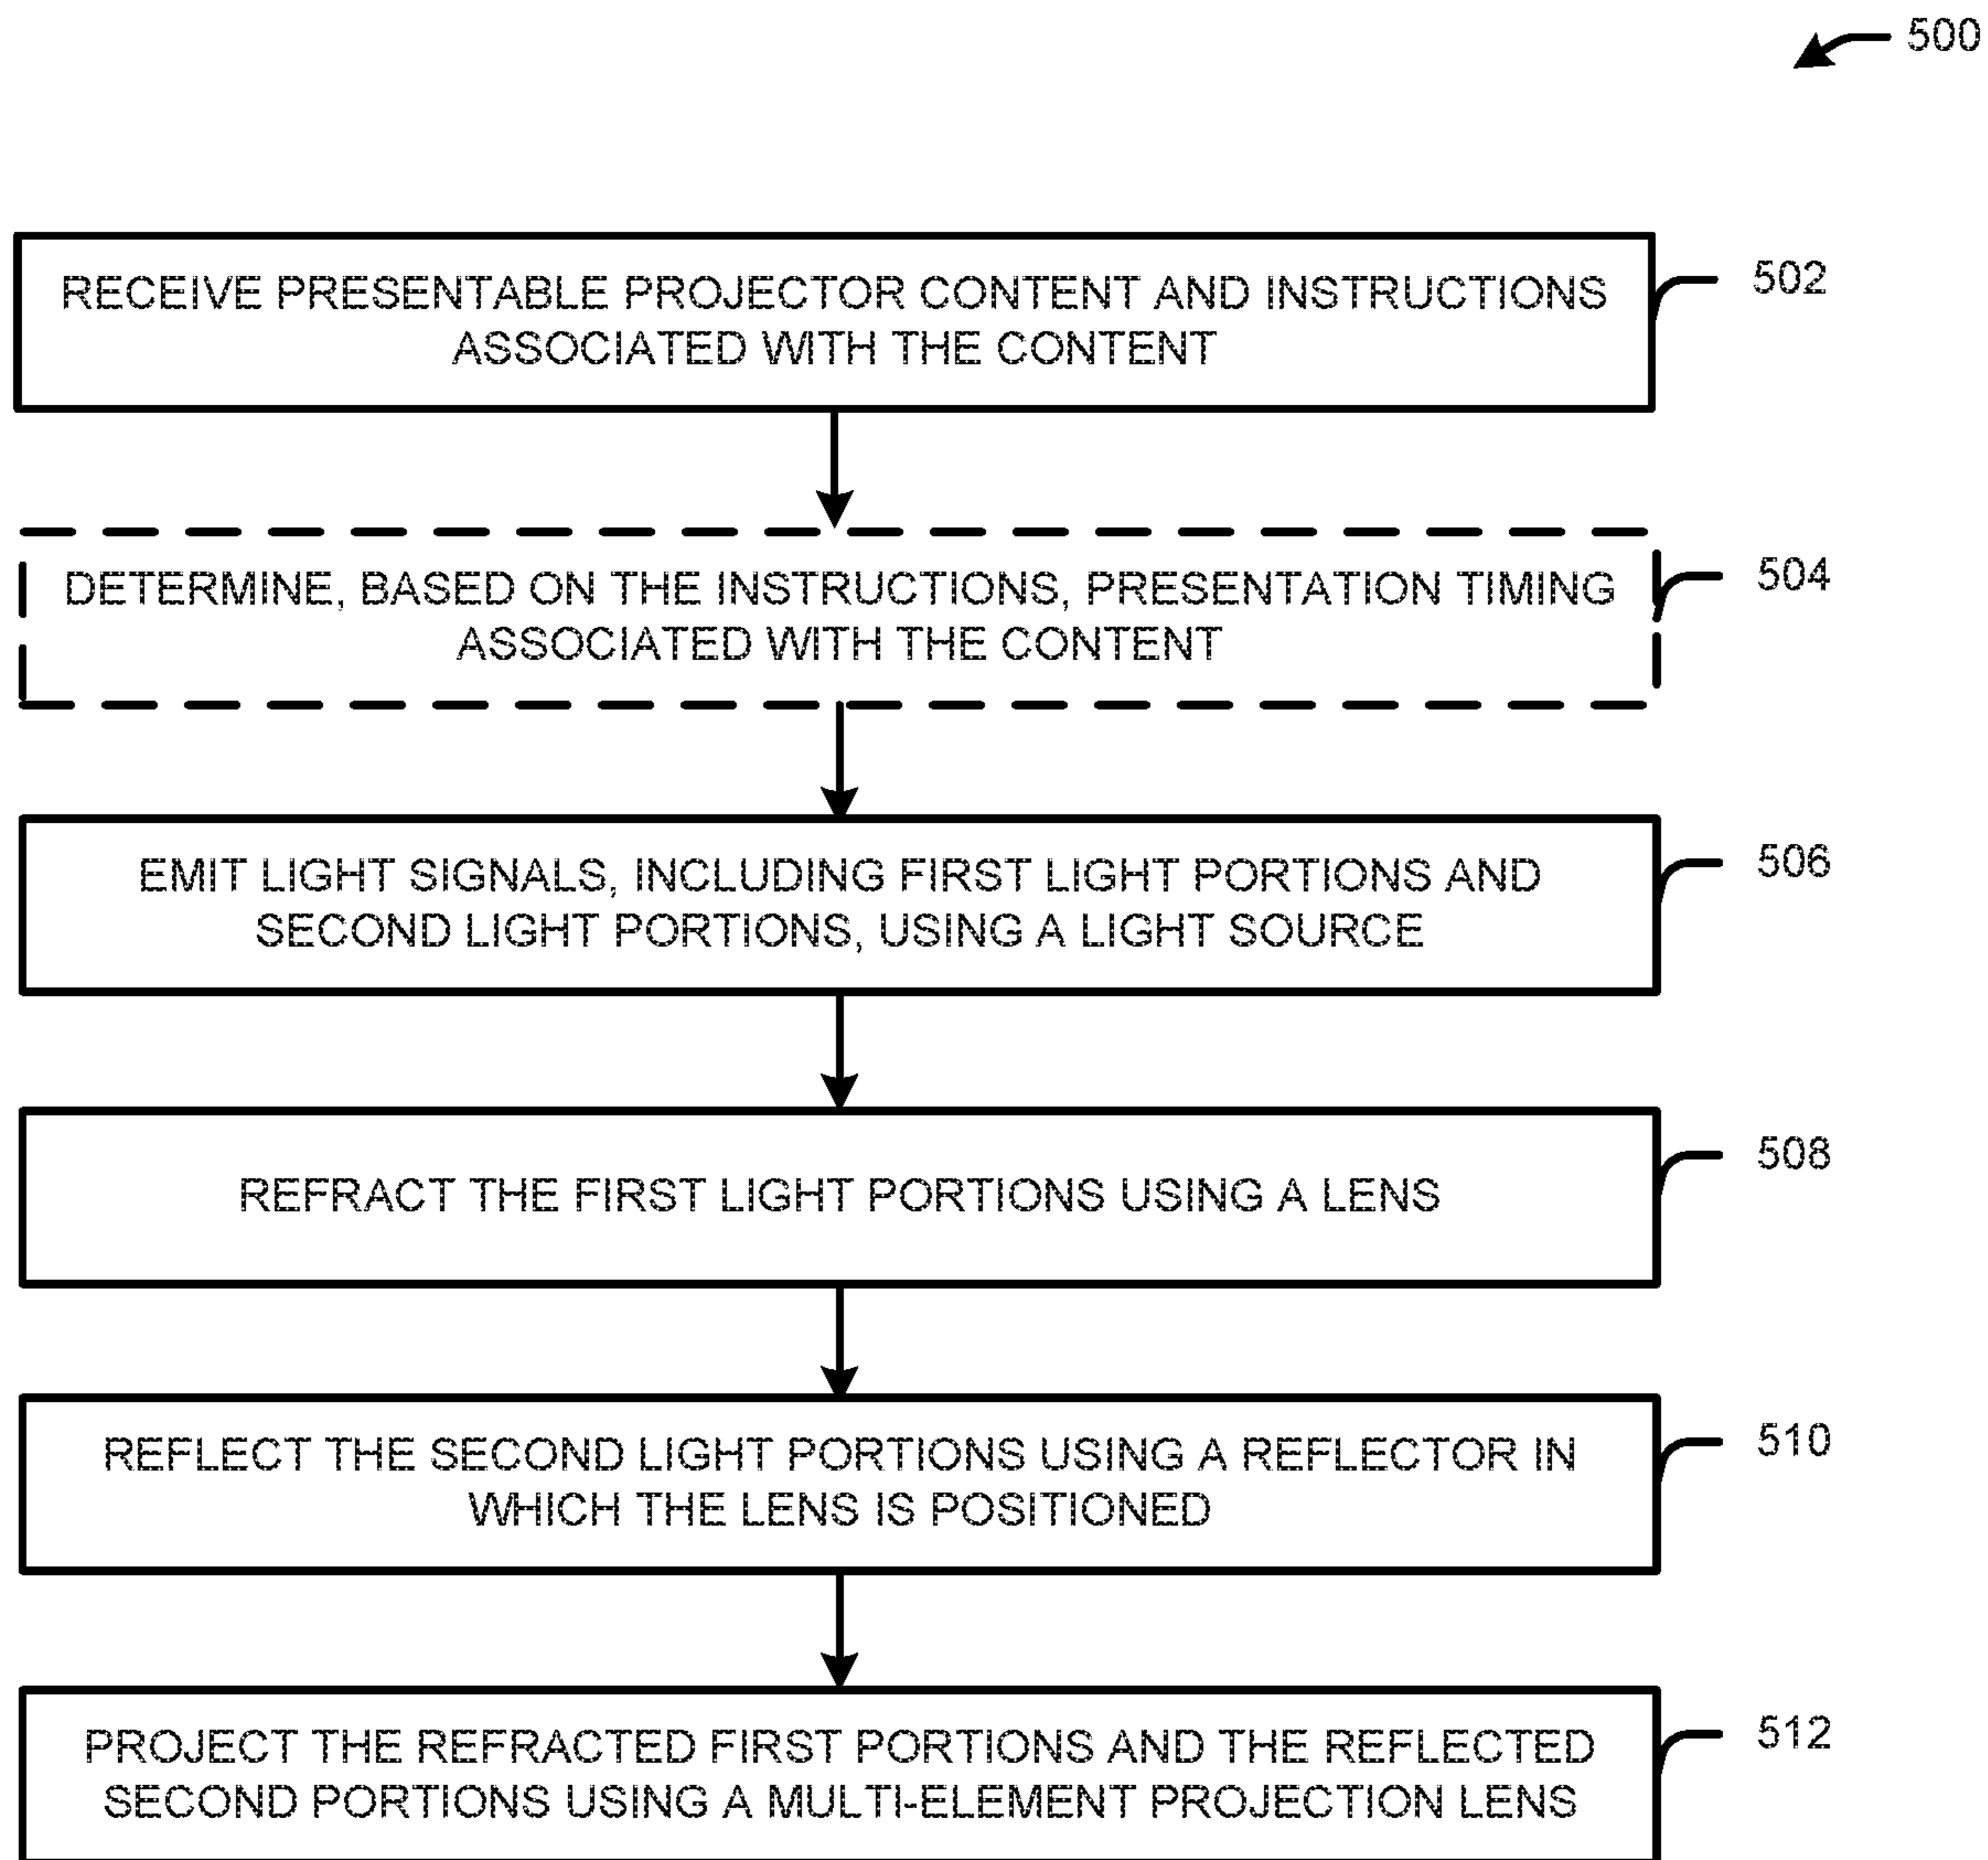 500
RECEIVE PRESENTABLE PROJECTOR CONTENT AND INSTRUCTIONS
ASSOCIATED WITH THE CONTENT
502
DETERMINE, BASED ON THE INSTRUCTIONS, PRESENTATION TIMING
ASSOCIATED WITH THE CONTENT
504
EMIT LIGHT SIGNALS, INCLUDING FIRST LIGHT PORTIONS AND
SECOND LIGHT PORTIONS, USING A LIGHT SOURCE
506
REFRACT THE FIRST LIGHT PORTIONS USING A LENS
508
REFLECT THE SECOND LIGHT PORTIONS USING A REFLECTOR IN
WHICH THE LENS IS POSITIONED
510
PROJECT THE REFRACTED FIRST PORTIONS AND THE REFLECTED
SECOND PORTIONS USING A MULTI-ELEMENT PROJECTION LENS
512